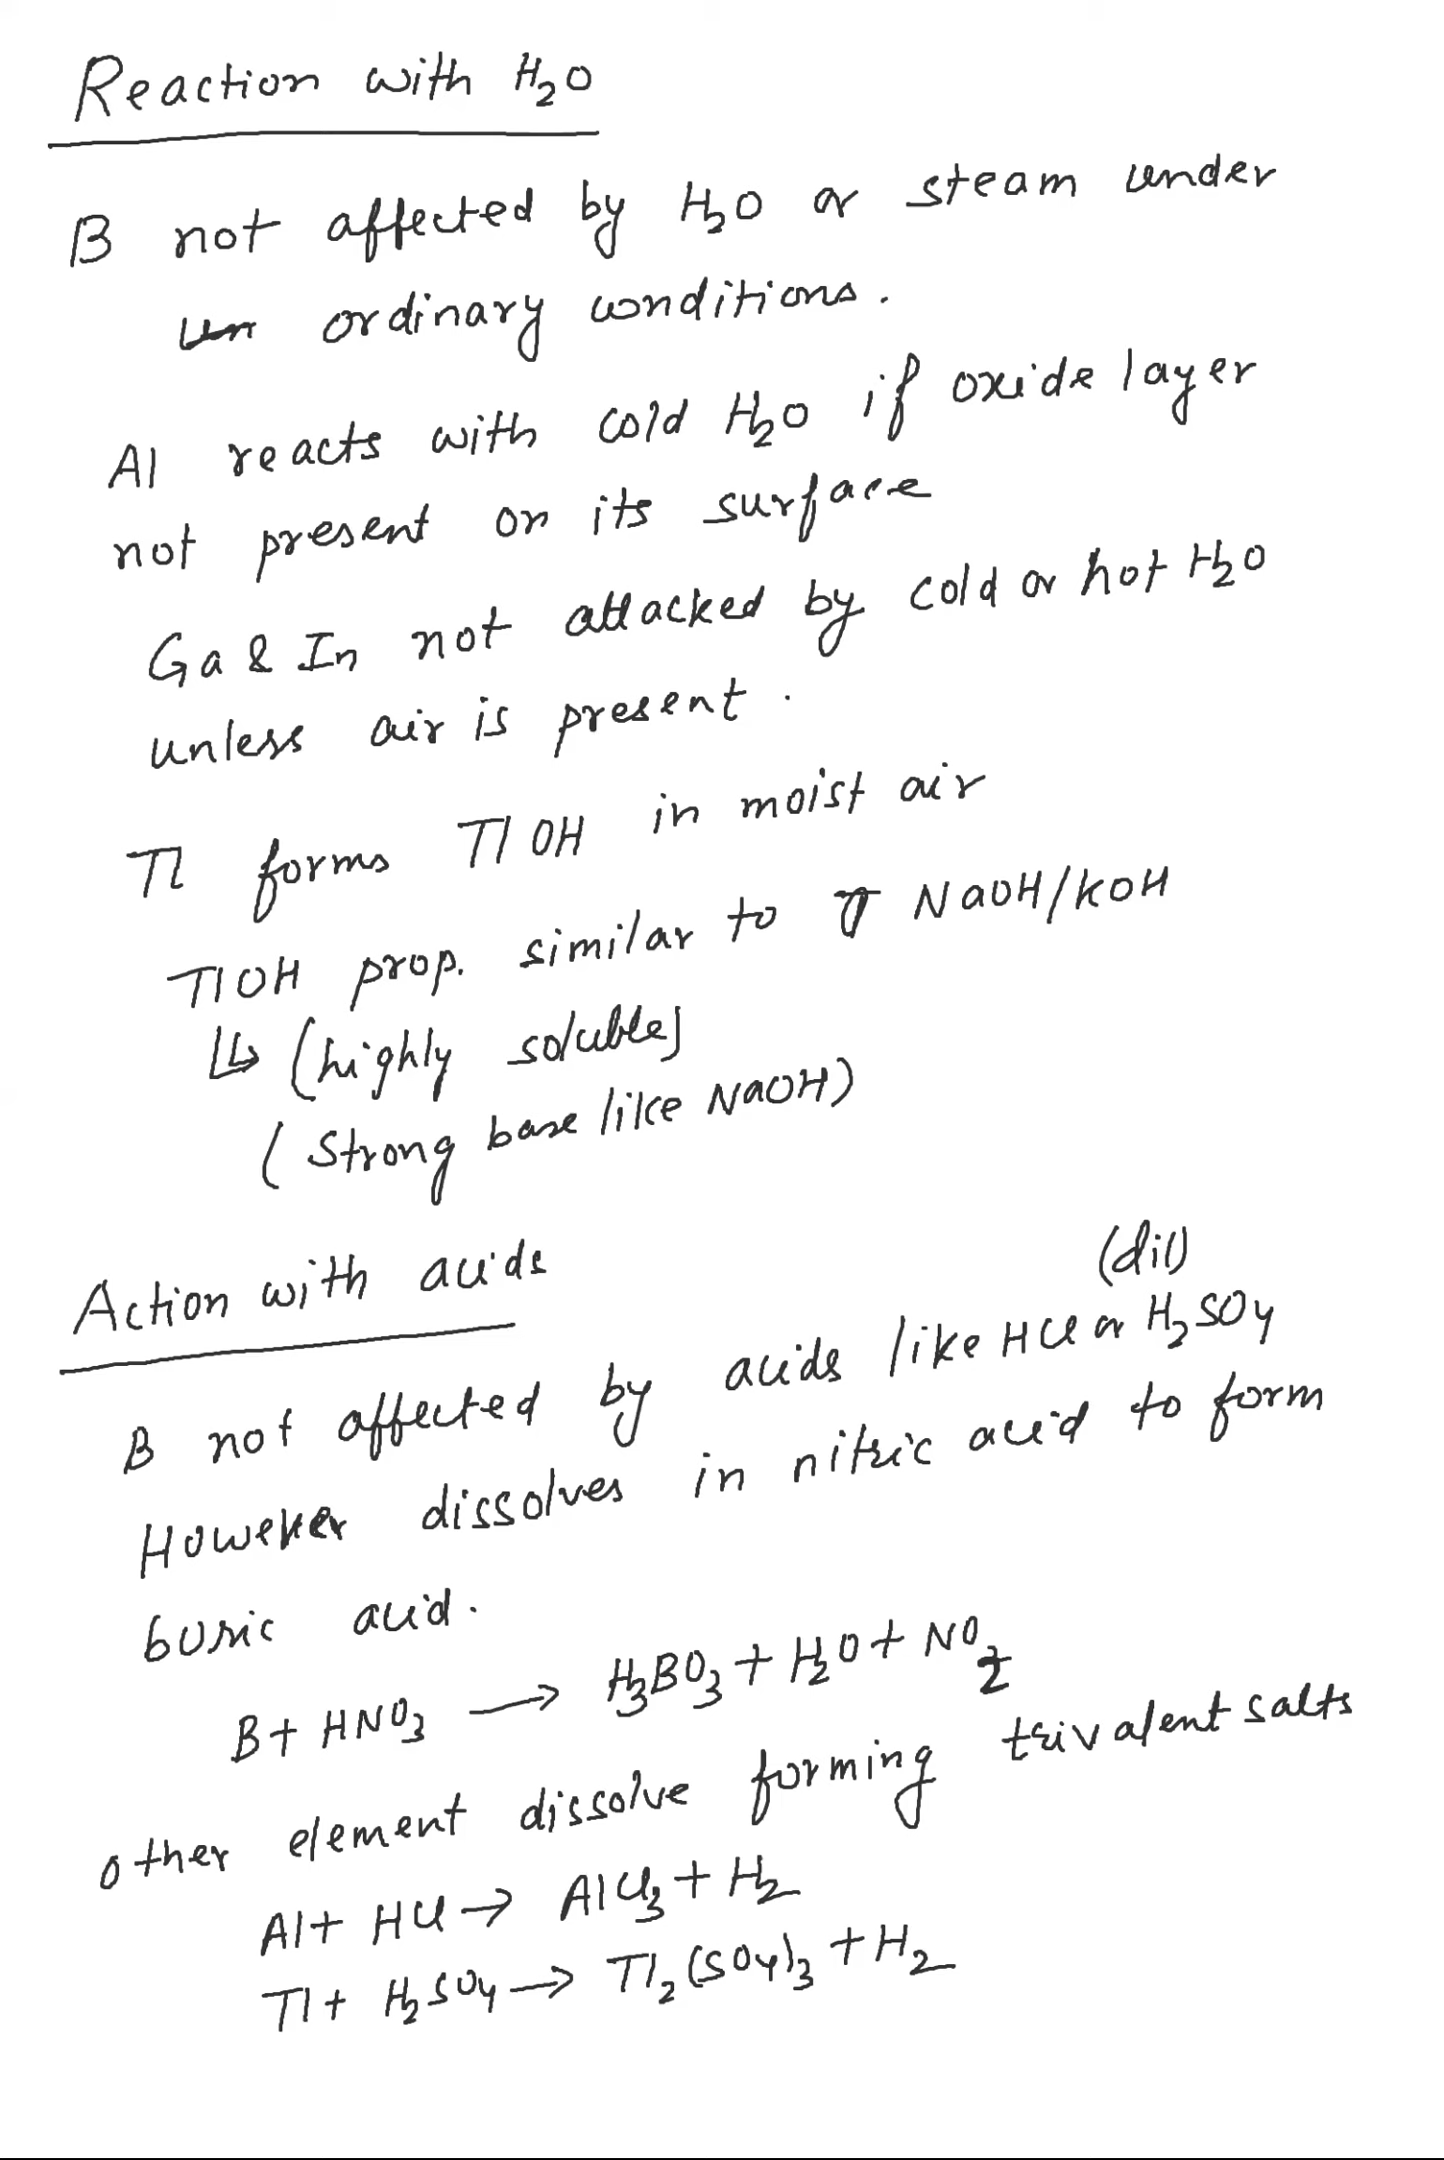 Reaction with H₂O
B not affected by H₂O or steam under
ordinary conditions.
Al reacts with cold H₂O if oxide layer
not present on its surface
Ga & In not attacked by cold or hot H₂O
unless air is present.
Tl forms TlOH in moist air
TlOH prop. similar to NaOH/KOH
↳ (highly soluble)
(Strong base like NaOH)
Action with acids
(dil)
B not affected by acids like HCl or H₂SO₄
However dissolves in nitric acid to form
boric acid.
B + HNO₃ → H₃BO₃ + H₂O + NO₂
other element dissolve forming trivalent salts
Al + HCl → AlCl₃ + H₂
Tl + H₂SO₄ → Tl₂(SO₄)₃ + H₂